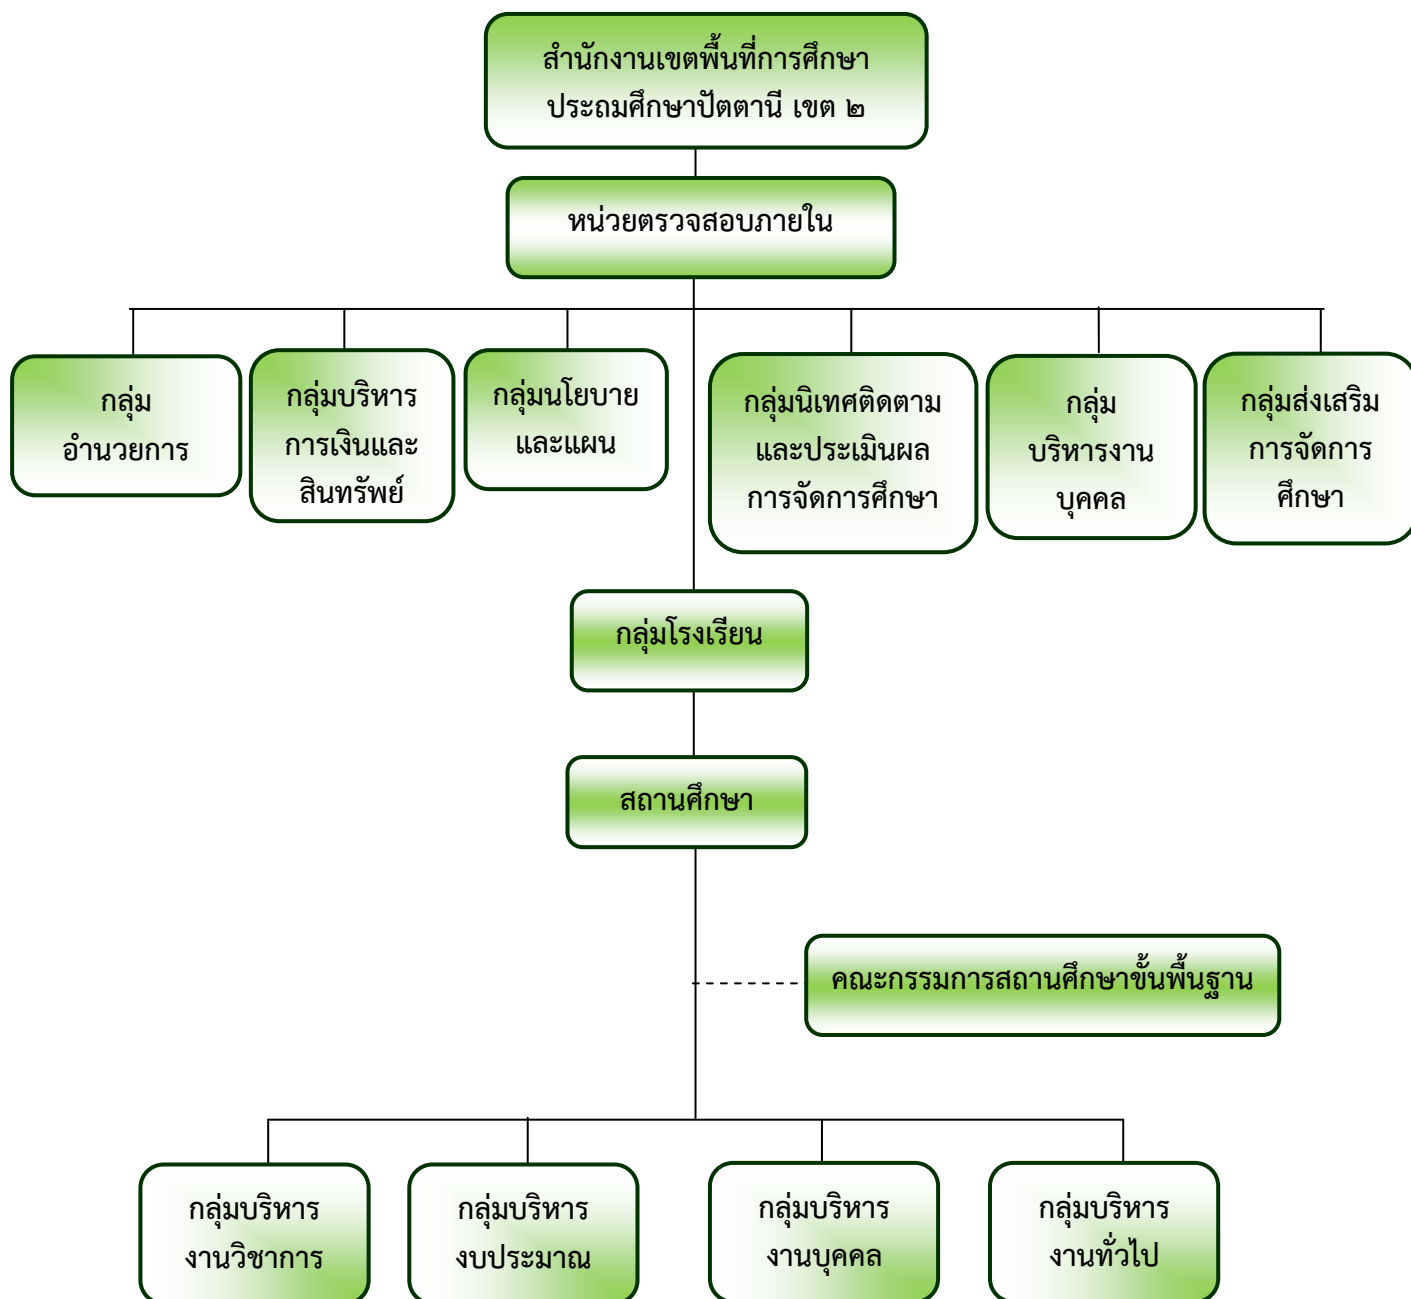 สำนักงานเขตพื้นที่การศึกษา
ประถมศึกษาปัตตานี เขต ๒
หน่วยตรวจสอบภายใน
กลุ่ม
อำนวยการ
กลุ่มบริหาร
การเงินและ
สินทรัพย์
กลุ่มนโยบาย
และแผน
กลุ่มนิเทศติดตาม
และประเมินผล
การจัดการศึกษา
กลุ่ม
บริหารงาน
บุคคล
กลุ่มส่งเสริม
การจัดการ
ศึกษา
กลุ่มโรงเรียน
สถานศึกษา
คณะกรรมการสถานศึกษาขั้นพื้นฐาน
กลุ่มบริหาร
งานวิชาการ
กลุ่มบริหาร
งบประมาณ
กลุ่มบริหาร
งานบุคคล
กลุ่มบริหาร
งานทั่วไป